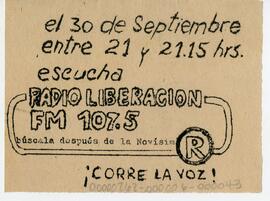 el 30 de Septiembre
entre 21 y 21.15 hrs.
escucha
RADIO LIBERACION
FM 107.5
búscala después de la Novísima
R
¡CORRE LA VOZ!